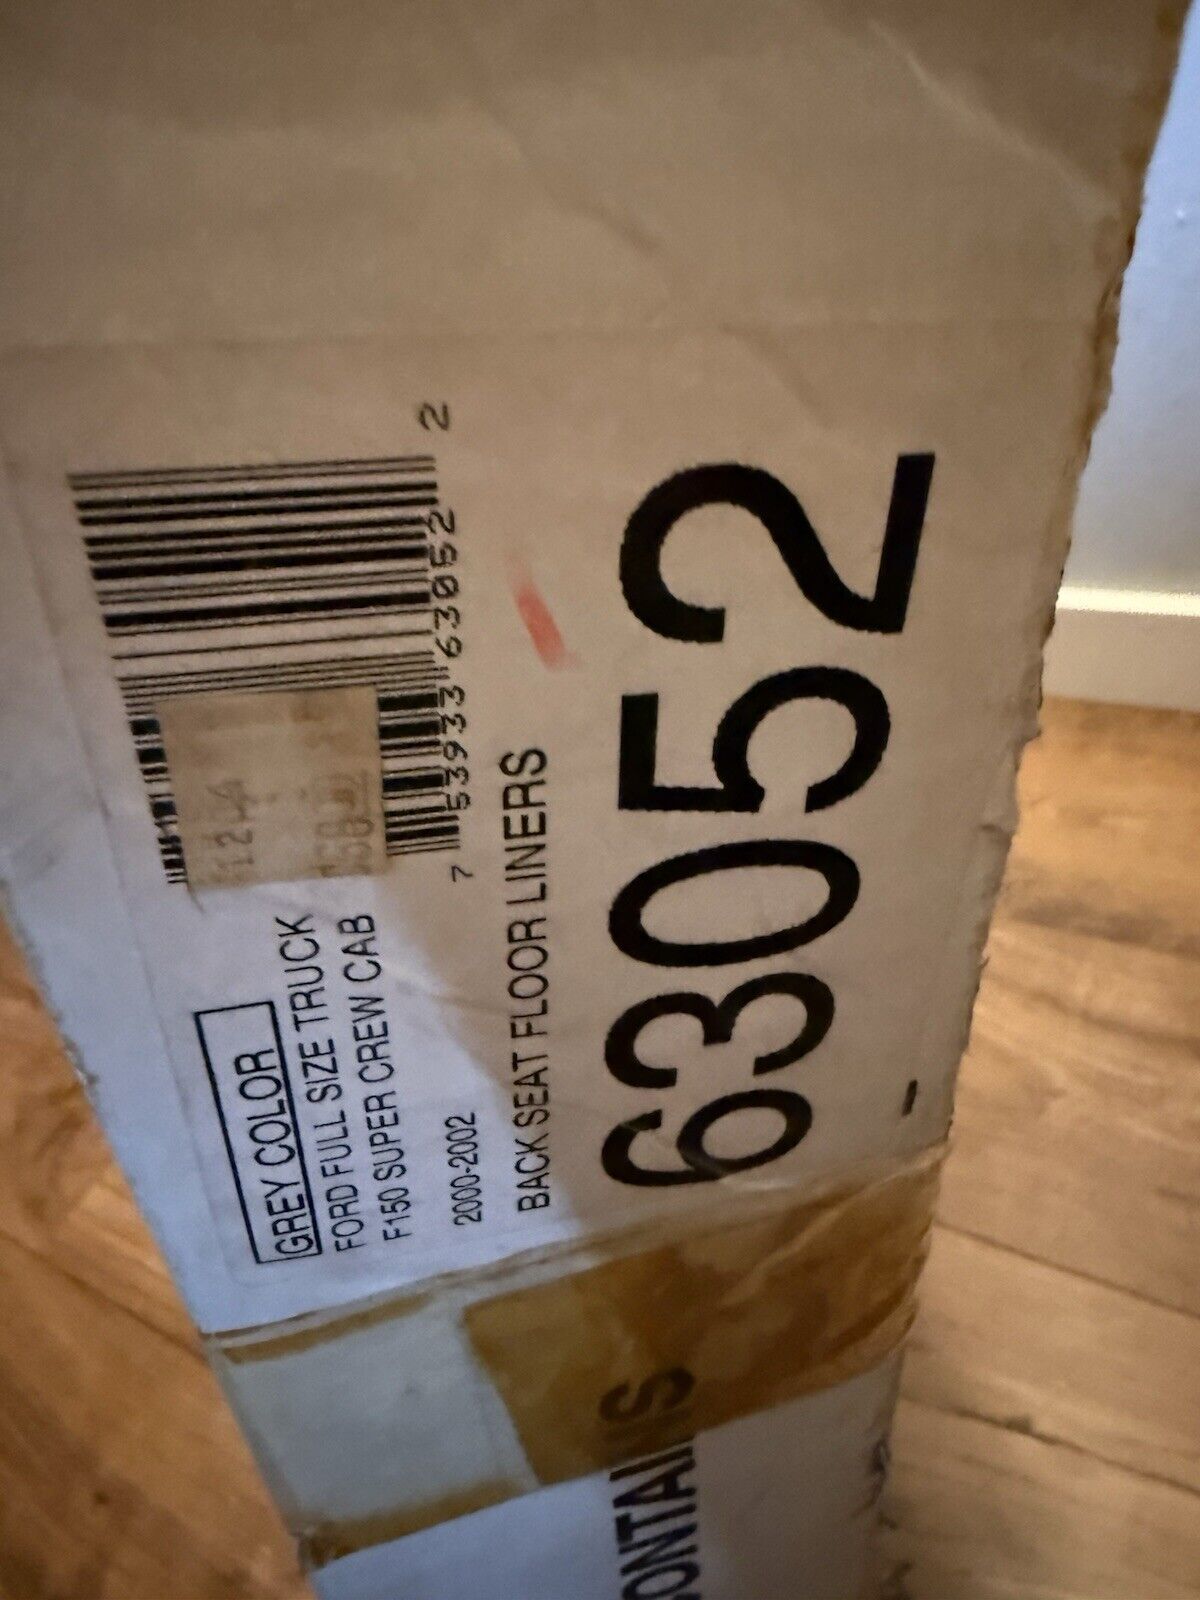 GREY COLOR
FORD FULL SIZE TRUCK
F150 SUPER CREW CAB
2000-2002
BACK SEAT FLOOR LINERS
7 53933 63052 2
63052